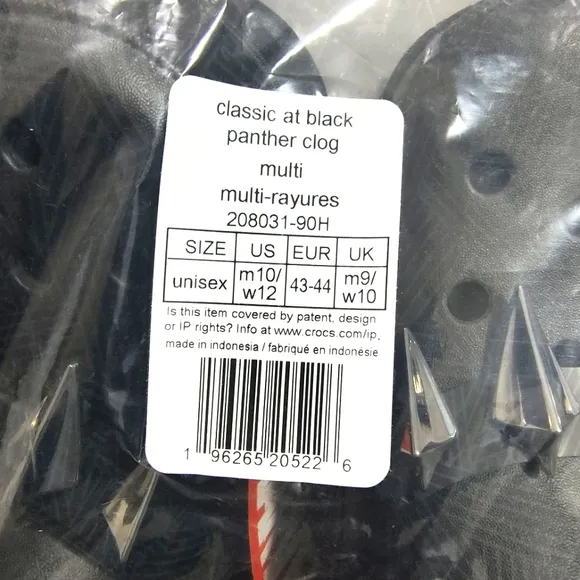 classic at black
panther clog
multi
multi-rayures
208031-90H
SIZE US EUR UK
unisex m10/ w12 43-44 m9/ w10
Is this item covered by patent, design
or IP rights? Info at www.crocs.com/ip.
made in indonesia / fabriqué en indonésie
1 96265 20522 6